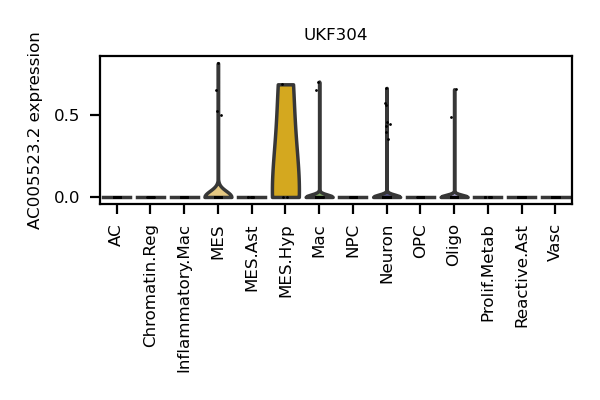 UKF304
AC005523.2 expression
0.5
0.0
AC
Chromatin.Reg
Inflammatory.Mac
MES
MES.Ast
MES.Hyp
Mac
NPC
Neuron
OPC
Oligo
Prolif.Metab
Reactive.Ast
Vasc